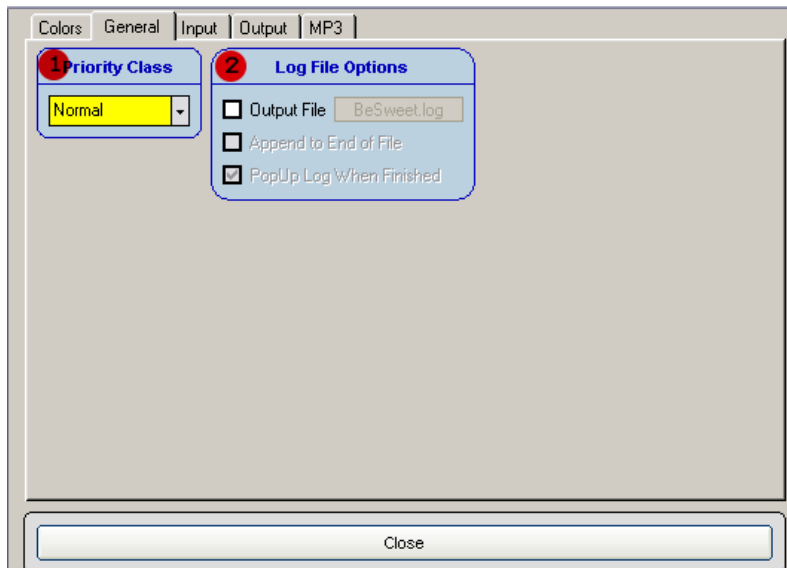 Colors General Input Output MP3
1 Priority Class
Normal
2 Log File Options
Output File BeSweet.log
Append to End of File
PopUp Log When Finished
Close